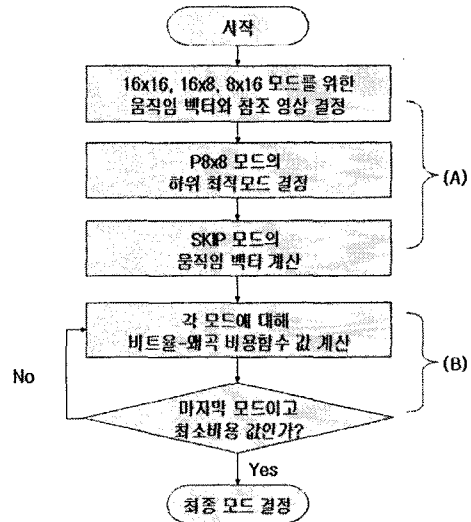 시작
16x16, 16x8, 8x16 모드를 위한
움직임 벡터와 참조 영상 결정
P8x8 모드의
하위 최적모드 결정
(A)
SKIP 모드의
움직임 벡타 계산
각 모드에 대해
비트율-왜곡 비용함수 값 계산
(B)
No
마지막 모드이고
최소비용 값인가?
Yes
최종 모드 결정